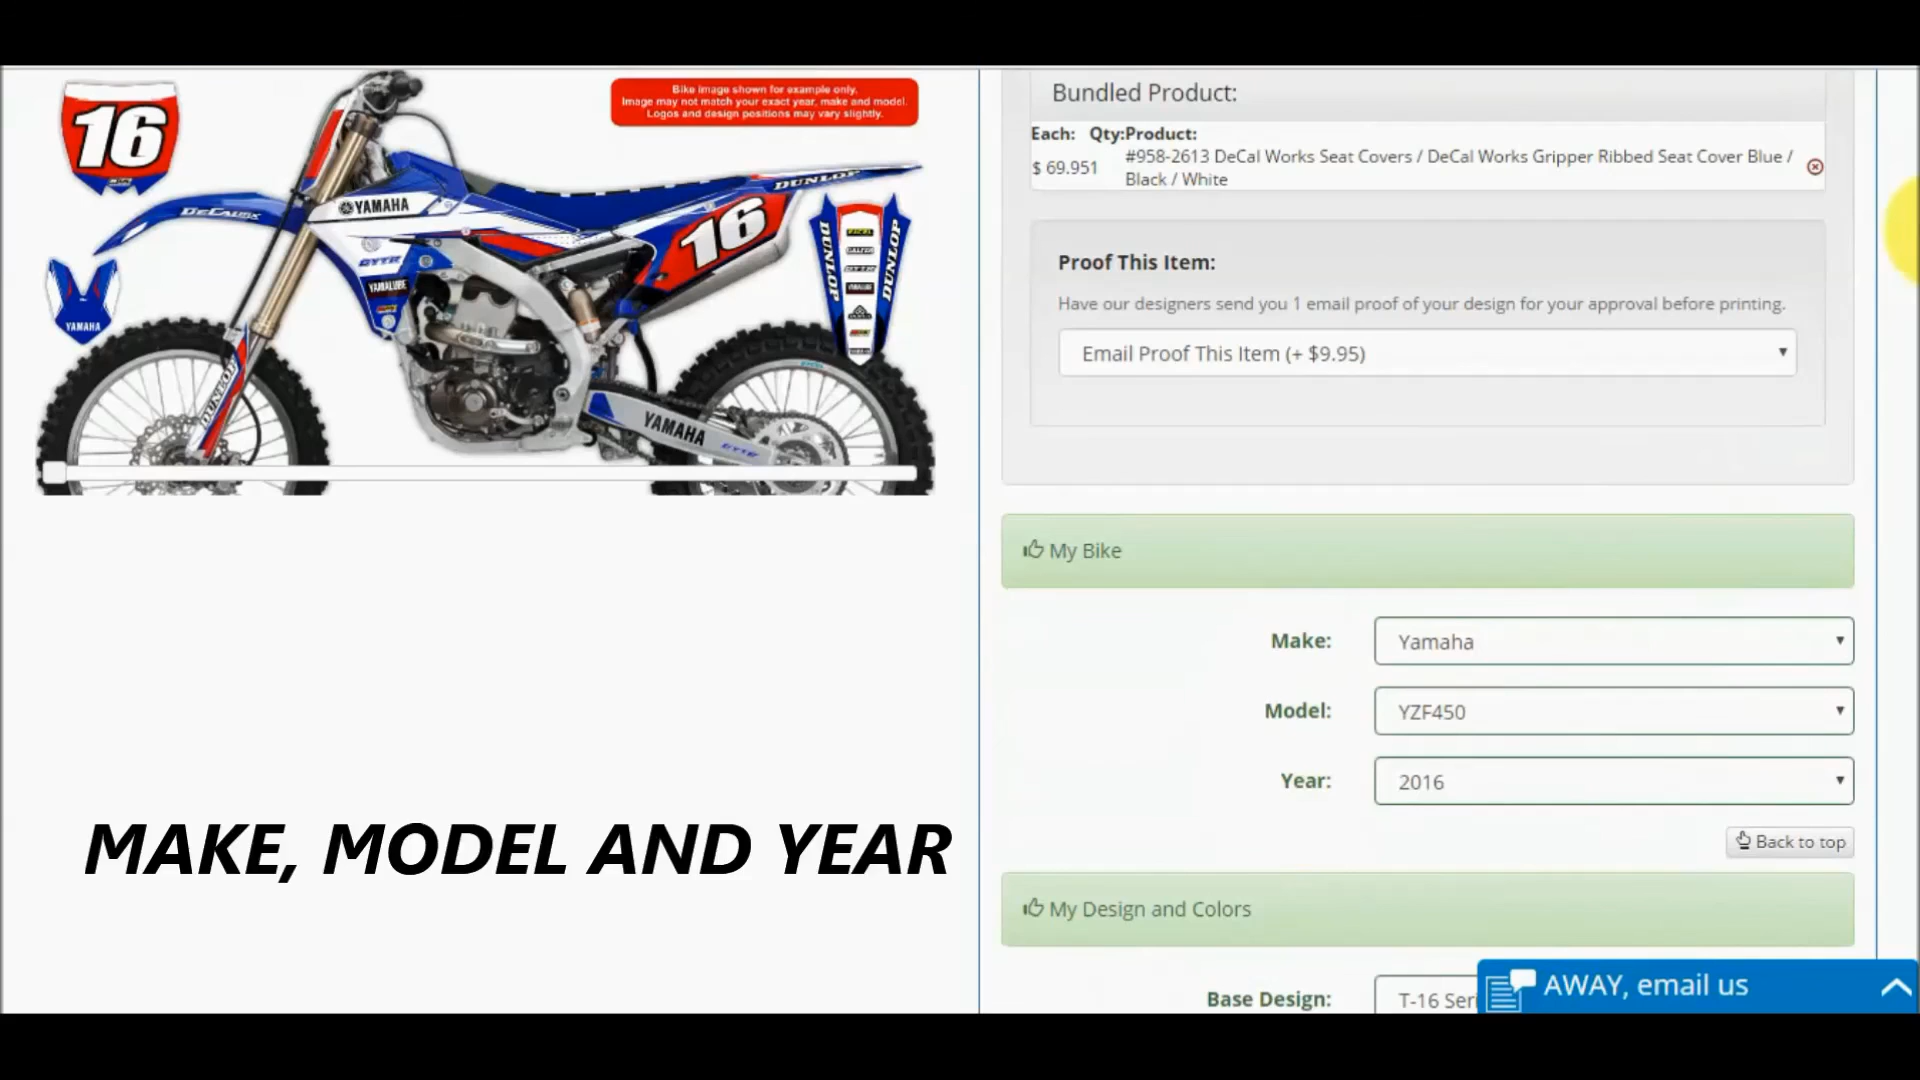 Bike image shown for example only.
Image may not match your exact year, make and model.
Logos and design positions may vary slightly.
16
DUNLOP
YAMAHA
16
YAMAHA
YAMALUBE
DUNLOP
DUNLOP
DUNLOP
YAMAHA
MAKE, MODEL AND YEAR
Bundled Product:
Each: Qty:Product:
$ 69.951 #958-2613 DeCal Works Seat Covers / DeCal Works Gripper Ribbed Seat Cover Blue /
Black / White
Proof This Item:
Have our designers send you 1 email proof of your design for your approval before printing.
Email Proof This Item (+ $9.95)
My Bike
Make: Yamaha
Model: YZF450
Year: 2016
Back to top
My Design and Colors
Base Design: T-16 Seri
AWAY, email us